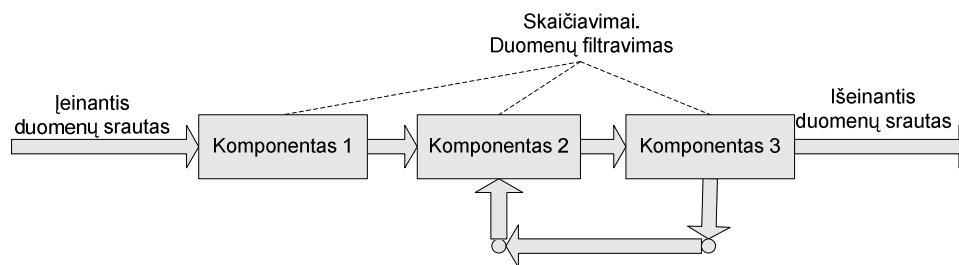 Skaičiavimai.
Duomenų filtravimas
Įeinantis
duomenų srautas
Komponentas 1
Komponentas 2
Komponentas 3
Išeinantis
duomenų srautas